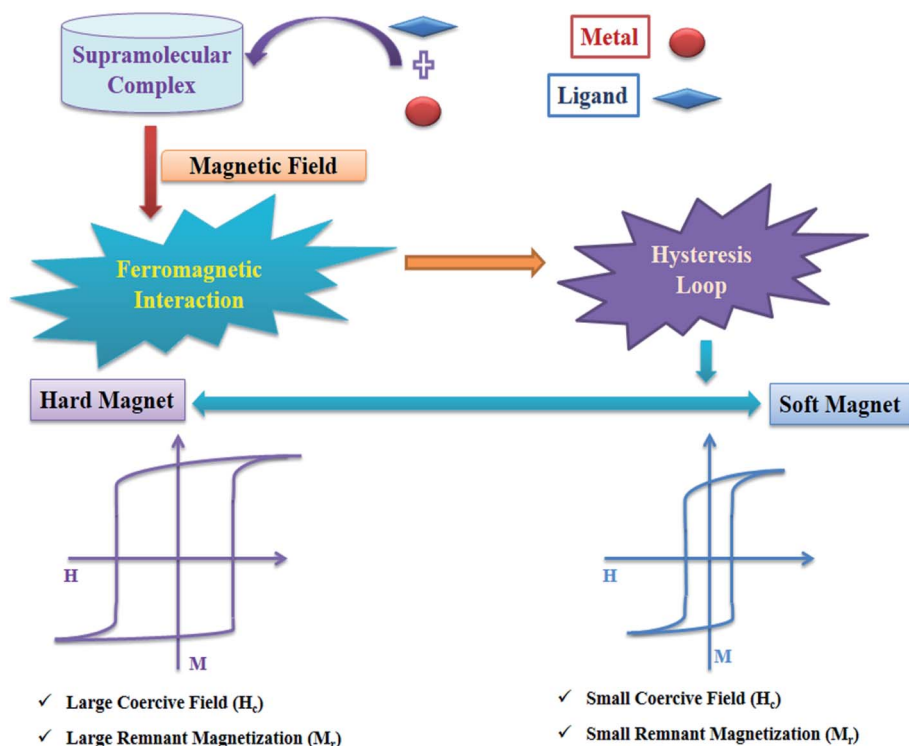 Supramolecular
Complex
Metal
Ligand
Magnetic Field
Ferromagnetic
Interaction
Hysteresis
Loop
Hard Magnet
Soft Magnet
H
M
H
M
✓ Large Coercive Field (Hc)
✓ Large Remnant Magnetization (Mr)
✓ Small Coercive Field (Hc)
✓ Small Remnant Magnetization (Mr)